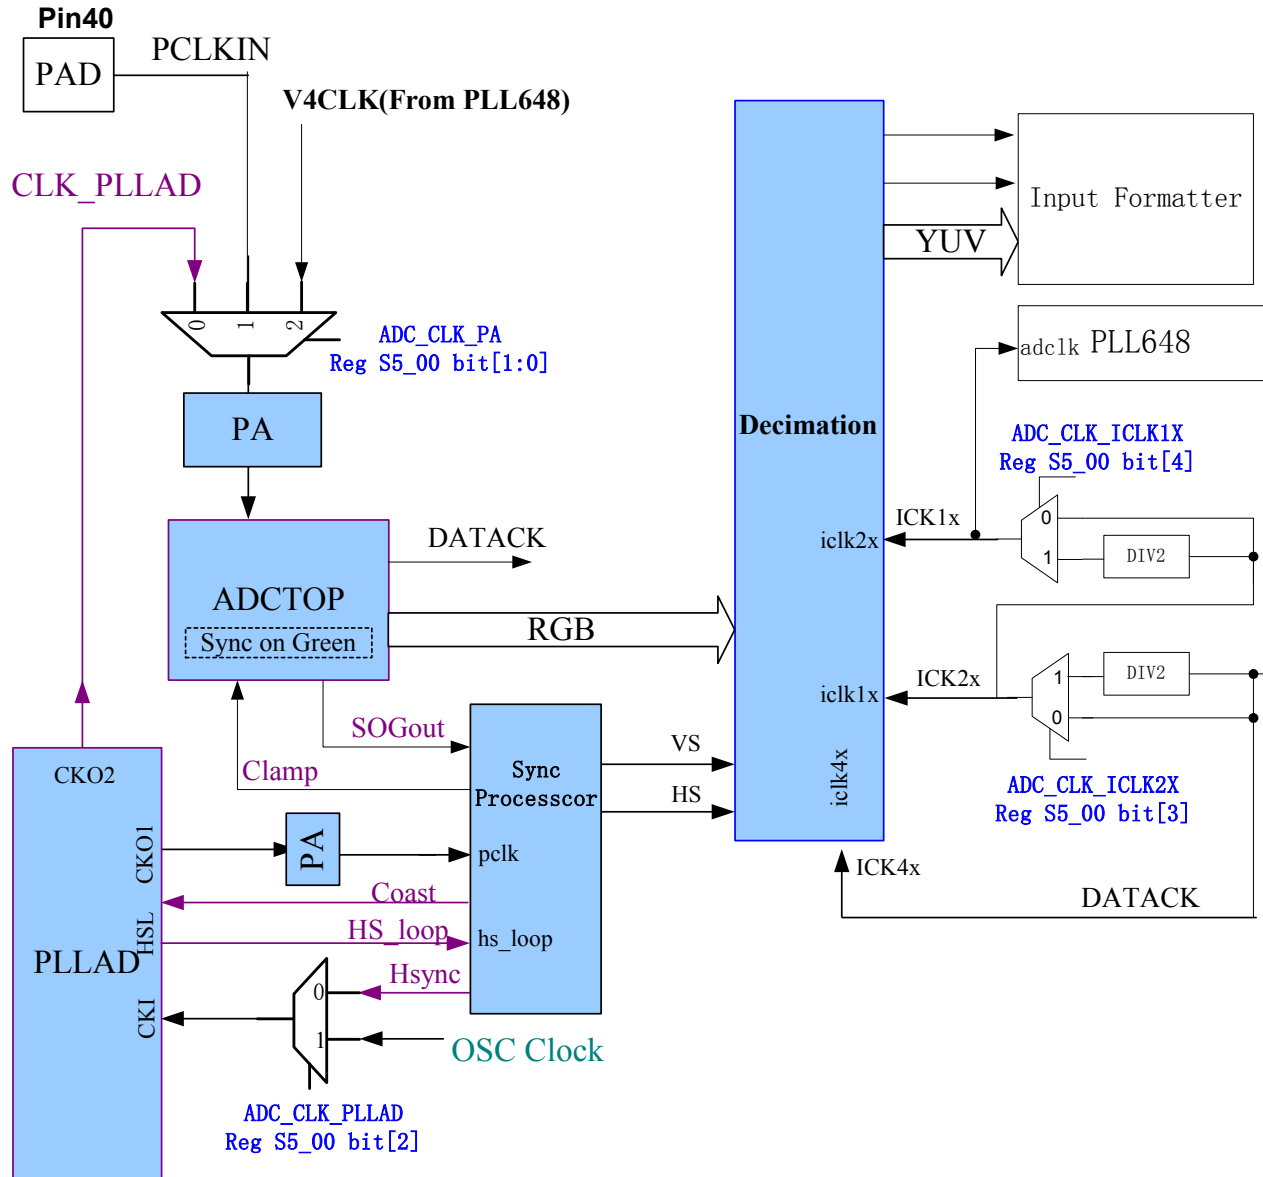 Pin40
PAD
PCLKIN
V4CLK(From PLL648)
CLK_PLLAD
0
1
2
ADC_CLK_PA
Reg S5_00 bit[1:0]
PA
ADCTOP
Sync on Green
DATACK
RGB
SOGout
Clamp
Sync
Processcor
pclk
hs_loop
VS
HS
CKO2
CKO1
PA
Coast
HSL
HS_loop
PLLAD
Hsync
CKI
0
1
OSC Clock
ADC_CLK_PLLAD
Reg S5_00 bit[2]
Decimation
iclk2x
iclk1x
iclk4x
YUV
Input Formatter
adclk PLL648
ADC_CLK_ICLK1X
Reg S5_00 bit[4]
ICK1x
0
1
DIV2
ICK2x
1
0
DIV2
ADC_CLK_ICLK2X
Reg S5_00 bit[3]
ICK4x
DATACK